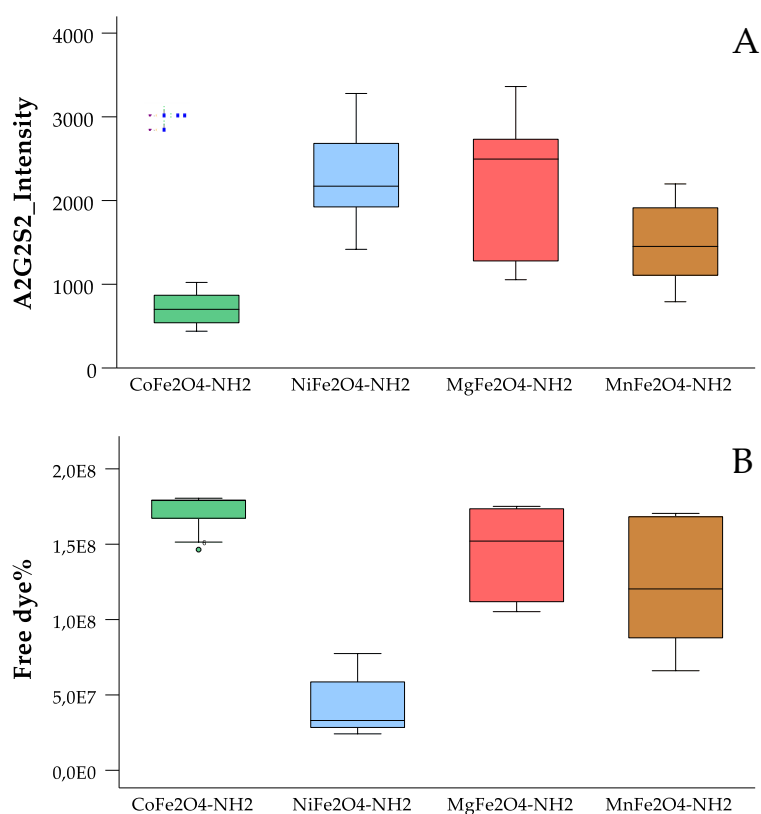 A
4000
3000
2000
1000
0
A2G2S2_Intensity
CoFe2O4-NH2 NiFe2O4-NH2 MgFe2O4-NH2 MnFe2O4-NH2
B
2,0E8
1,5E8
1,0E8
5,0E7
0,0E0
Free dye%
CoFe2O4-NH2 NiFe2O4-NH2 MgFe2O4-NH2 MnFe2O4-NH2